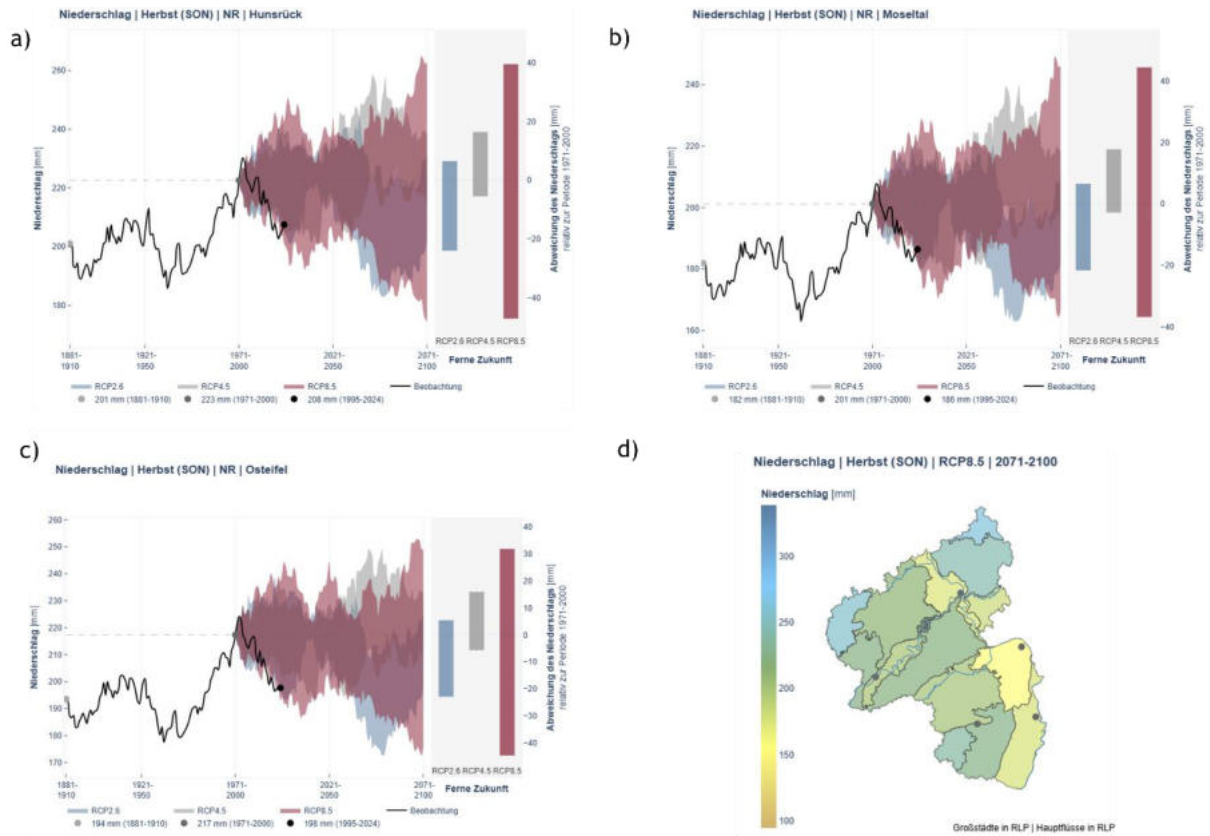 a)
Niederschlag | Herbst (SON) | NR | Hunsrück
Niederschlag [mm]
260
240
220
200
180
40
20
0
-20
-40
Abweichung des Niederschlags [mm]
relativ zur Periode 1971-2000
1881-
1910
1921-
1950
1971-
2000
2021-
2050
2071-
2100
RCP2.6 RCP4.5 RCP8.5
Ferne Zukunft
RCP2.6 RCP4.5 RCP8.5 Beobachtung
201 mm (1881-1910) 223 mm (1971-2000) 208 mm (1995-2024)
b)
Niederschlag | Herbst (SON) | NR | Moseltal
Niederschlag [mm]
240
220
200
180
160
40
20
0
-20
-40
Abweichung des Niederschlags [mm]
relativ zur Periode 1971-2000
1881-
1910
1921-
1950
1971-
2000
2021-
2050
2071-
2100
RCP2.6 RCP4.5 RCP8.5
Ferne Zukunft
RCP2.6 RCP4.5 RCP8.5 Beobachtung
182 mm (1881-1910) 201 mm (1971-2000) 186 mm (1995-2024)
c)
Niederschlag | Herbst (SON) | NR | Osteifel
Niederschlag [mm]
260
250
240
230
220
210
200
190
180
170
40
30
20
10
0
-10
-20
-30
-40
Abweichung des Niederschlags [mm]
relativ zur Periode 1971-2000
1881-
1910
1921-
1950
1971-
2000
2021-
2050
2071-
2100
RCP2.6 RCP4.5 RCP8.5
Ferne Zukunft
RCP2.6 RCP4.5 RCP8.5 Beobachtung
194 mm (1881-1910) 217 mm (1971-2000) 198 mm (1995-2024)
d)
Niederschlag | Herbst (SON) | RCP8.5 | 2071-2100
Niederschlag [mm]
300
250
200
150
100
Großstädte in RLP | Hauptflüsse in RLP